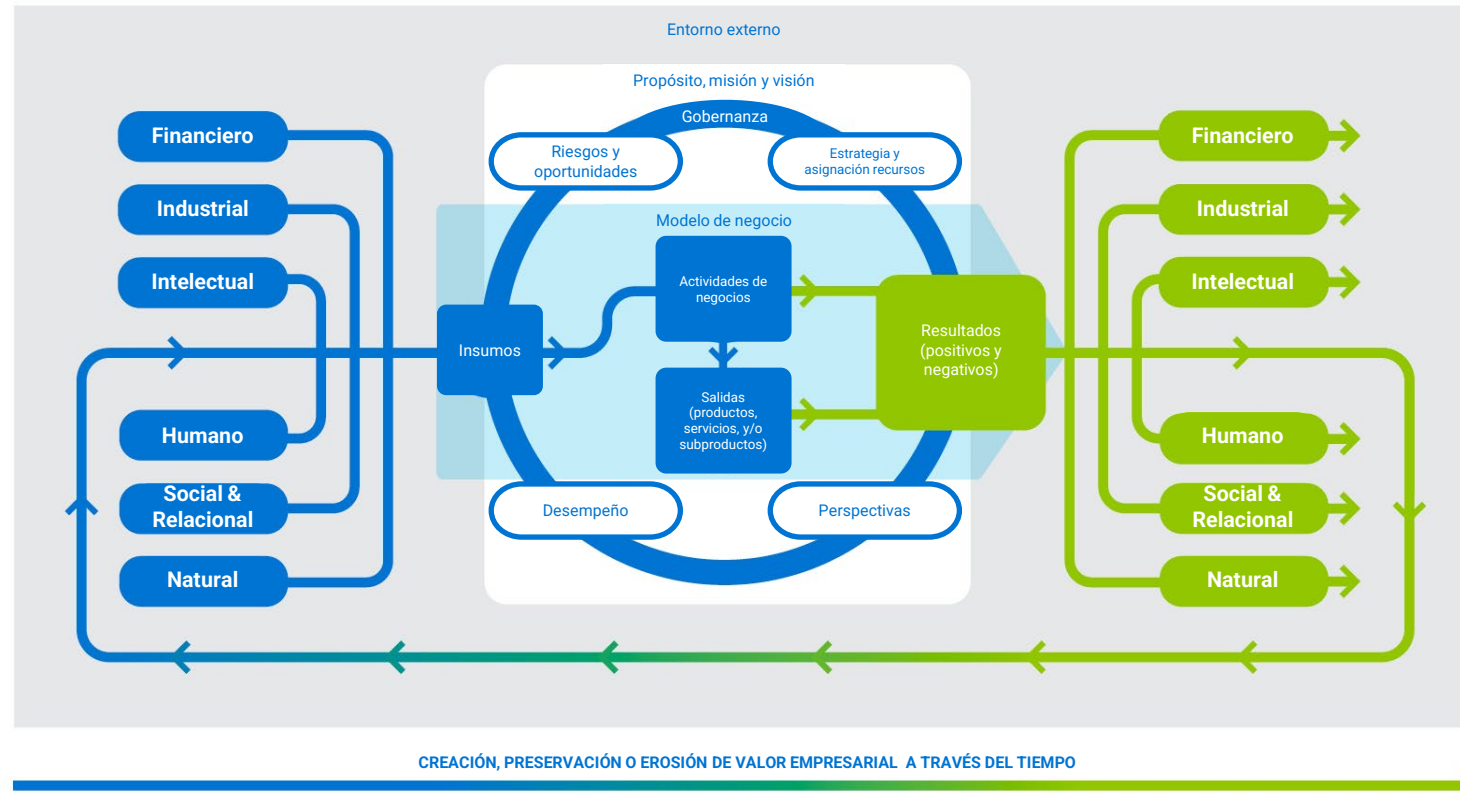 Entorno externo
Propósito, misión y visión
Gobernanza
Riesgos y
oportunidades
Estrategia y
asignación recursos
Financiero
Industrial
Intelectual
Humano
Social &
Relacional
Natural
Modelo de negocio
Insumos
Actividades de
negocios
Salidas
(productos,
servicios, y/o
subproductos)
Resultados
(positivos y
negativos)
Desempeño
Perspectivas
Financiero
Industrial
Intelectual
Humano
Social &
Relacional
Natural
CREACIÓN, PRESERVACIÓN O EROSIÓN DE VALOR EMPRESARIAL A TRAVÉS DEL TIEMPO